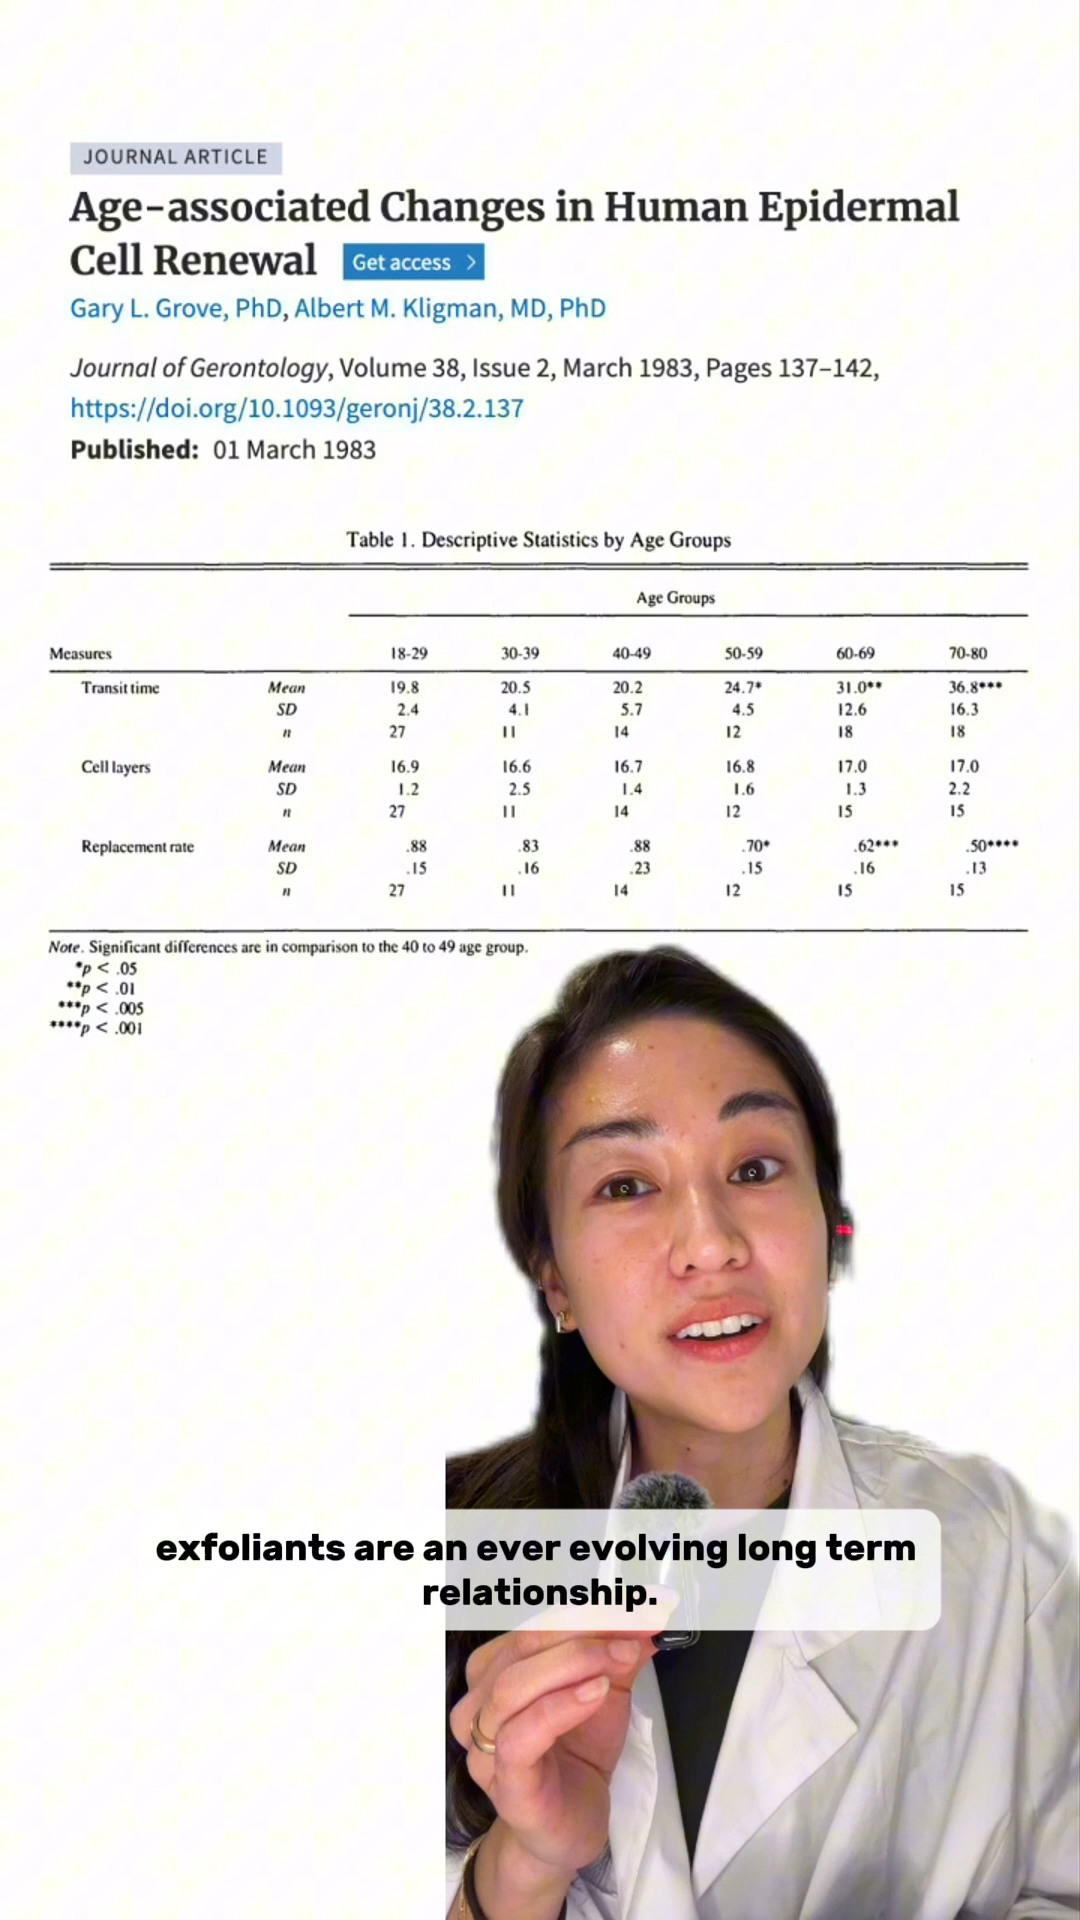 JOURNAL ARTICLE
Age-associated Changes in Human Epidermal
Cell Renewal Get access >
Gary L. Grove, PhD, Albert M. Kligman, MD, PhD
Journal of Gerontology, Volume 38, Issue 2, March 1983, Pages 137–142,
https://doi.org/10.1093/geronj/38.2.137
Published: 01 March 1983
Table 1. Descriptive Statistics by Age Groups
Age Groups
Measures 18-29 30-39 40-49 50-59 60-69 70-80
Transit time Mean 19.8 20.5 20.2 24.7* 31.0** 36.8***
SD 2.4 4.1 5.7 4.5 12.6 16.3
n 27 11 14 12 18 18
Cell layers Mean 16.9 16.6 16.7 16.8 17.0 17.0
SD 1.2 2.5 1.4 1.6 1.3 2.2
n 27 11 14 12 15 15
Replacement rate Mean .88 .83 .88 .70* .62*** .50****
SD .15 .16 .23 .15 .16 .13
n 27 11 14 12 15 15
Note. Significant differences are in comparison to the 40 to 49 age group.
*p < .05
**p < .01
***p < .005
****p < .001
exfoliants are an ever evolving long term
relationship.